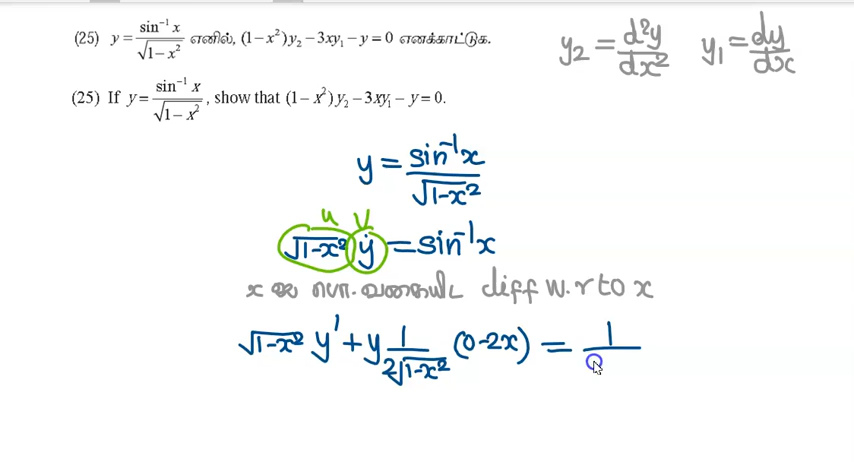 (25) y = sin⁻¹ x / √(1−x²) எனில், (1−x²)y₂ −3xy₁ −y = 0 எனக்காட்டுக.
y₂ = d²y/dx² y₁ = dy/dx
(25) If y = sin⁻¹ x / √(1−x²), show that (1−x²)y₂ −3xy₁ −y = 0.
y = sin⁻¹x / √(1-x²)
u v
√(1-x²) y = sin⁻¹x
x ஐ பொ. வகையிட diff w.r to x
√(1-x²) y' + y 1/(2√(1-x²)) (0-2x) = 1/